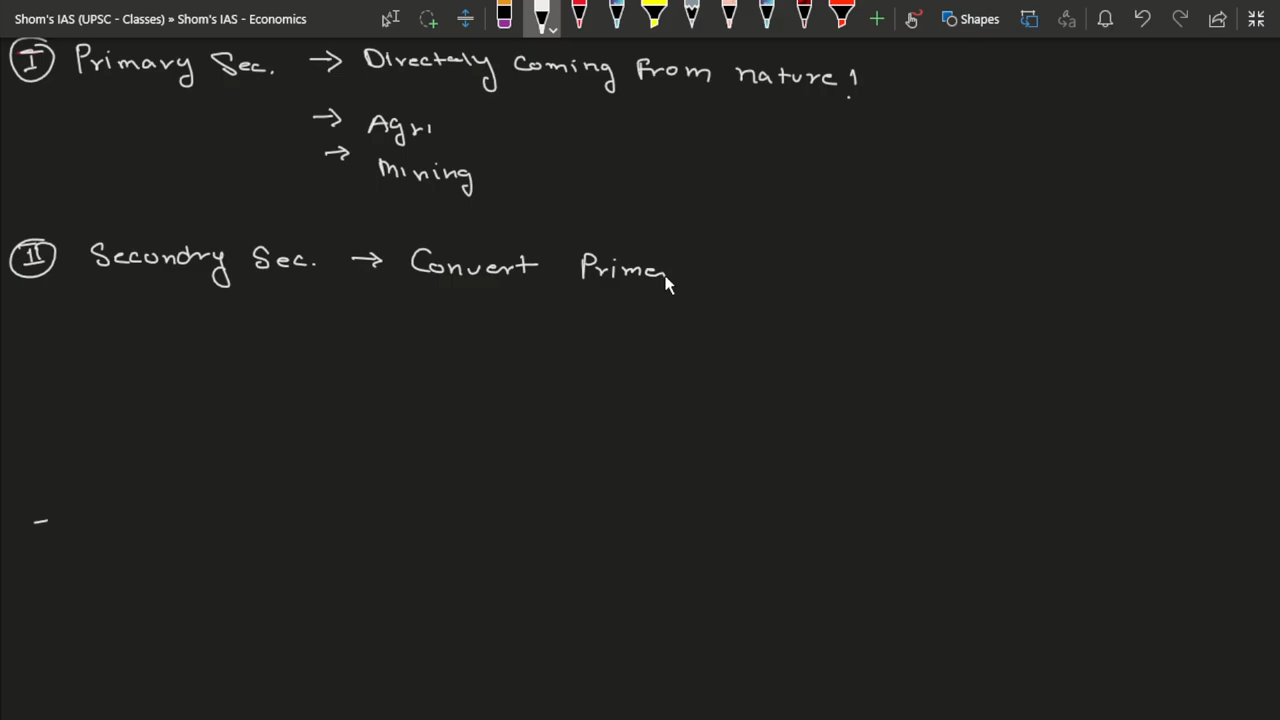 Shom's IAS (UPSC - Classes) » Shom's IAS - Economics
Shapes
I Primary Sec. → Directely coming from nature!
→ Agri
→ Mining
II Secondry Sec. → Convert Primer